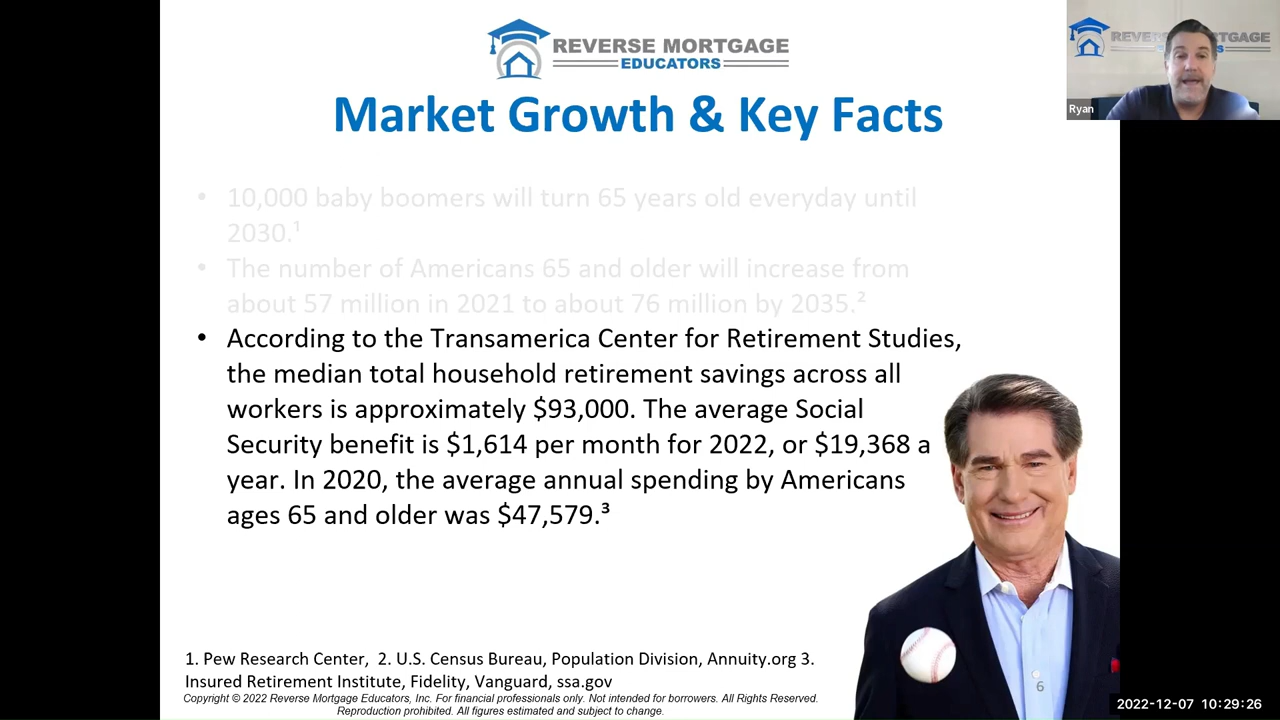 REVERSE MORTGAGE
EDUCATORS
Market Growth & Key Facts
• 10,000 baby boomers will turn 65 years old everyday until
2030.¹
• The number of Americans 65 and older will increase from
about 57 million in 2021 to about 76 million by 2035.²
• According to the Transamerica Center for Retirement Studies,
the median total household retirement savings across all
workers is approximately $93,000. The average Social
Security benefit is $1,614 per month for 2022, or $19,368 a
year. In 2020, the average annual spending by Americans
ages 65 and older was $47,579.³
1. Pew Research Center, 2. U.S. Census Bureau, Population Division, Annuity.org 3.
Insured Retirement Institute, Fidelity, Vanguard, ssa.gov
Copyright © 2022 Reverse Mortgage Educators, Inc. For financial professionals only. Not intended for borrowers. All Rights Reserved.
Reproduction prohibited. All figures estimated and subject to change.
6
Ryan
2022-12-07 10:29:26